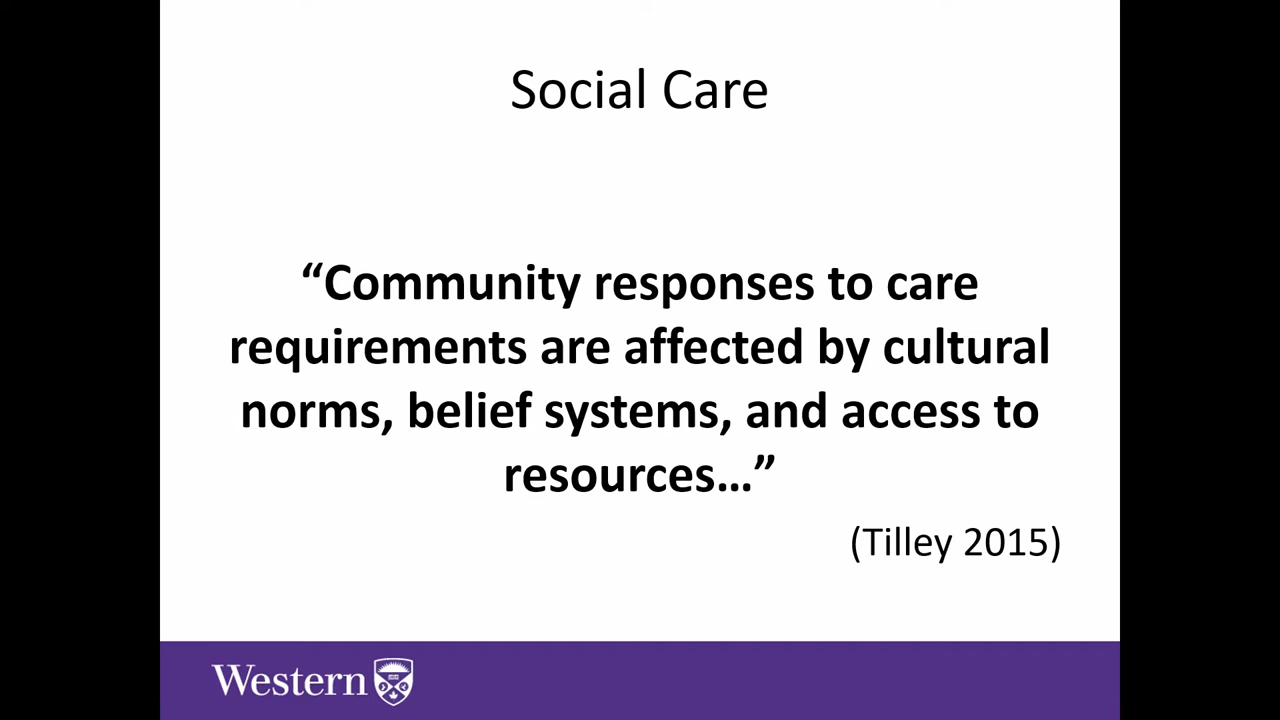 Social Care
“Community responses to care
requirements are affected by cultural
norms, belief systems, and access to
resources…”
(Tilley 2015)
Western